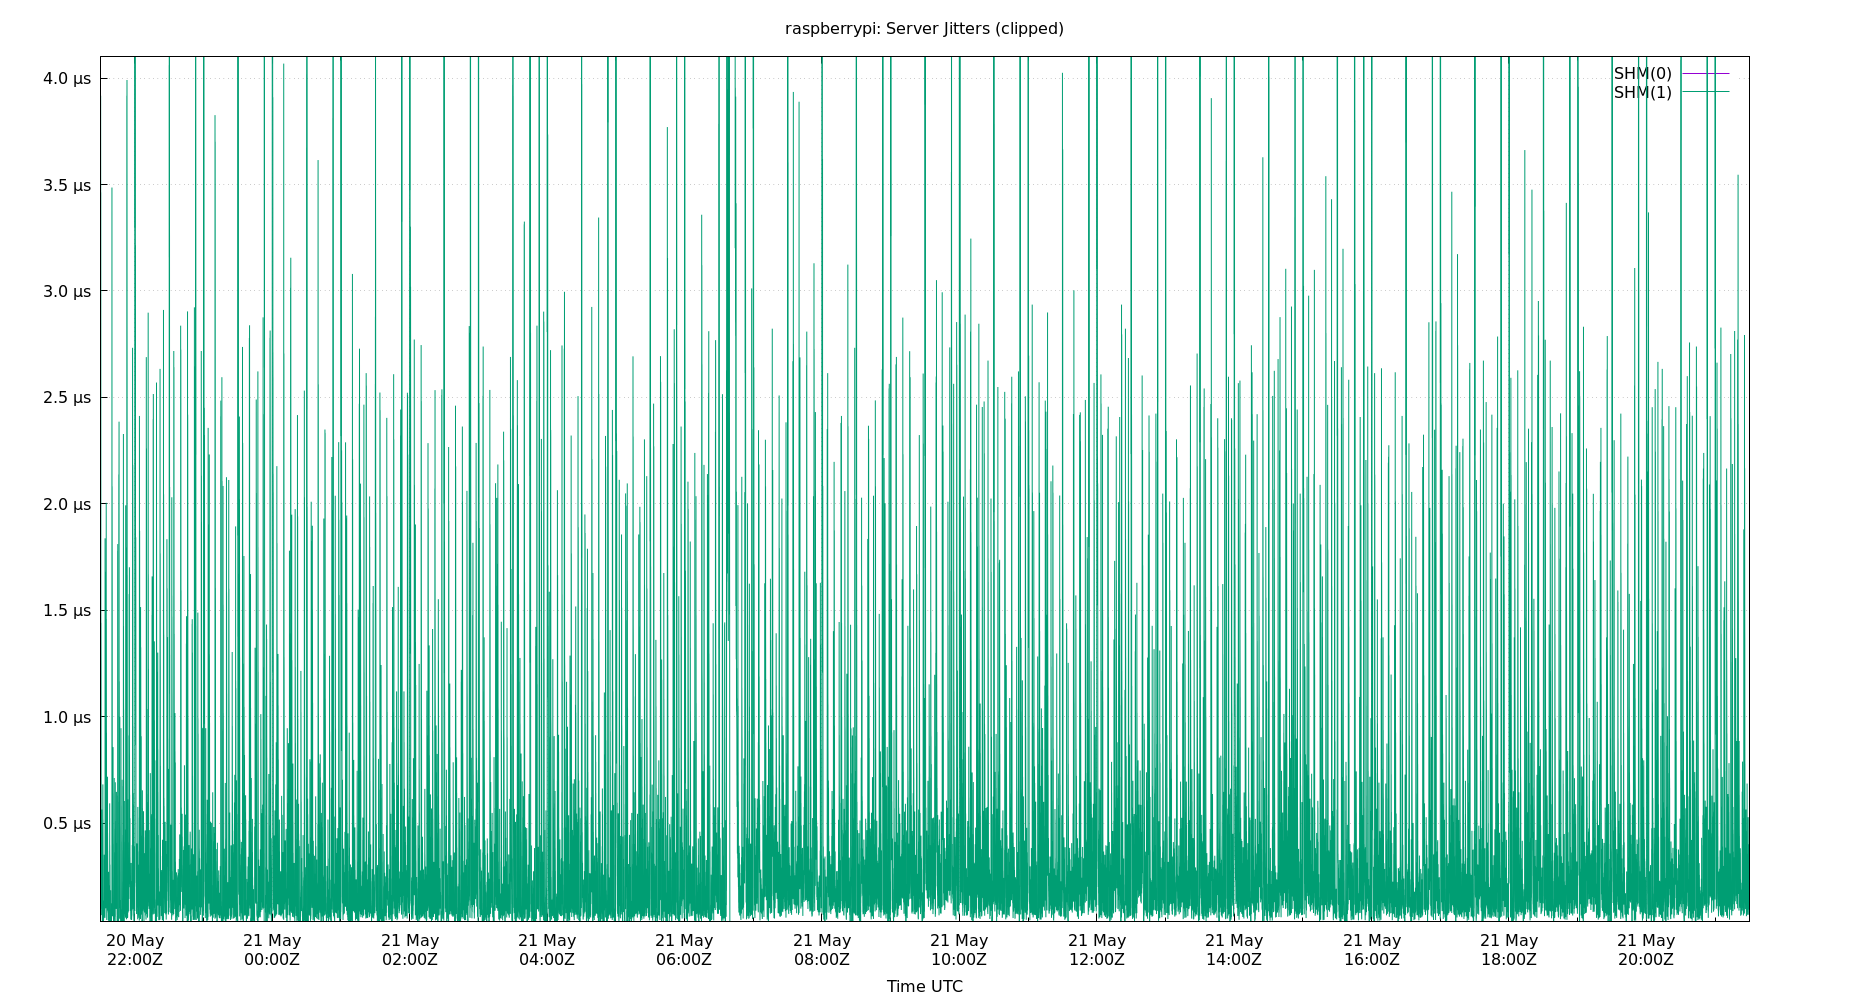 raspberrypi: Server Jitters (clipped)
4.0 µs
SHM(0)
SHM(1)
3.5 µs
3.0 µs
2.5 µs
2.0 µs
1.5 µs
1.0 µs
0.5 µs
20 May 21 May 21 May 21 May 21 May 21 May 21 May 21 May 21 May 21 May 21 May 21 May
22:00Z 00:00Z 02:00Z 04:00Z 06:00Z 08:00Z 10:00Z 12:00Z 14:00Z 16:00Z 18:00Z 20:00Z
Time UTC